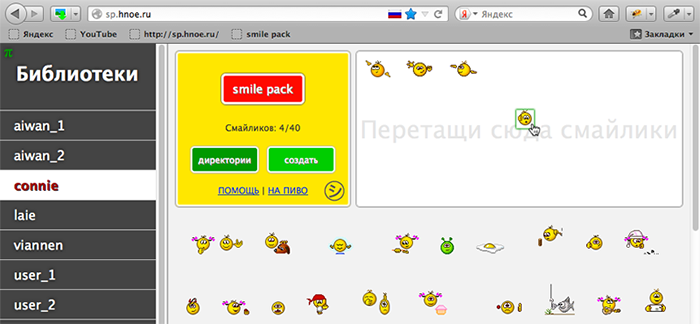 sp.hnoe.ru
Яндекс
Яндекс
YouTube
http://sp.hnoe.ru/
smile pack
Закладки
π
Библиотеки
aiwan_1
aiwan_2
connie
laie
viannen
user_1
user_2
smile pack
Смайликов: 4/40
директории
создать
ПОМОЩЬ | НА ПИВО
Перетащи сюда смайлики